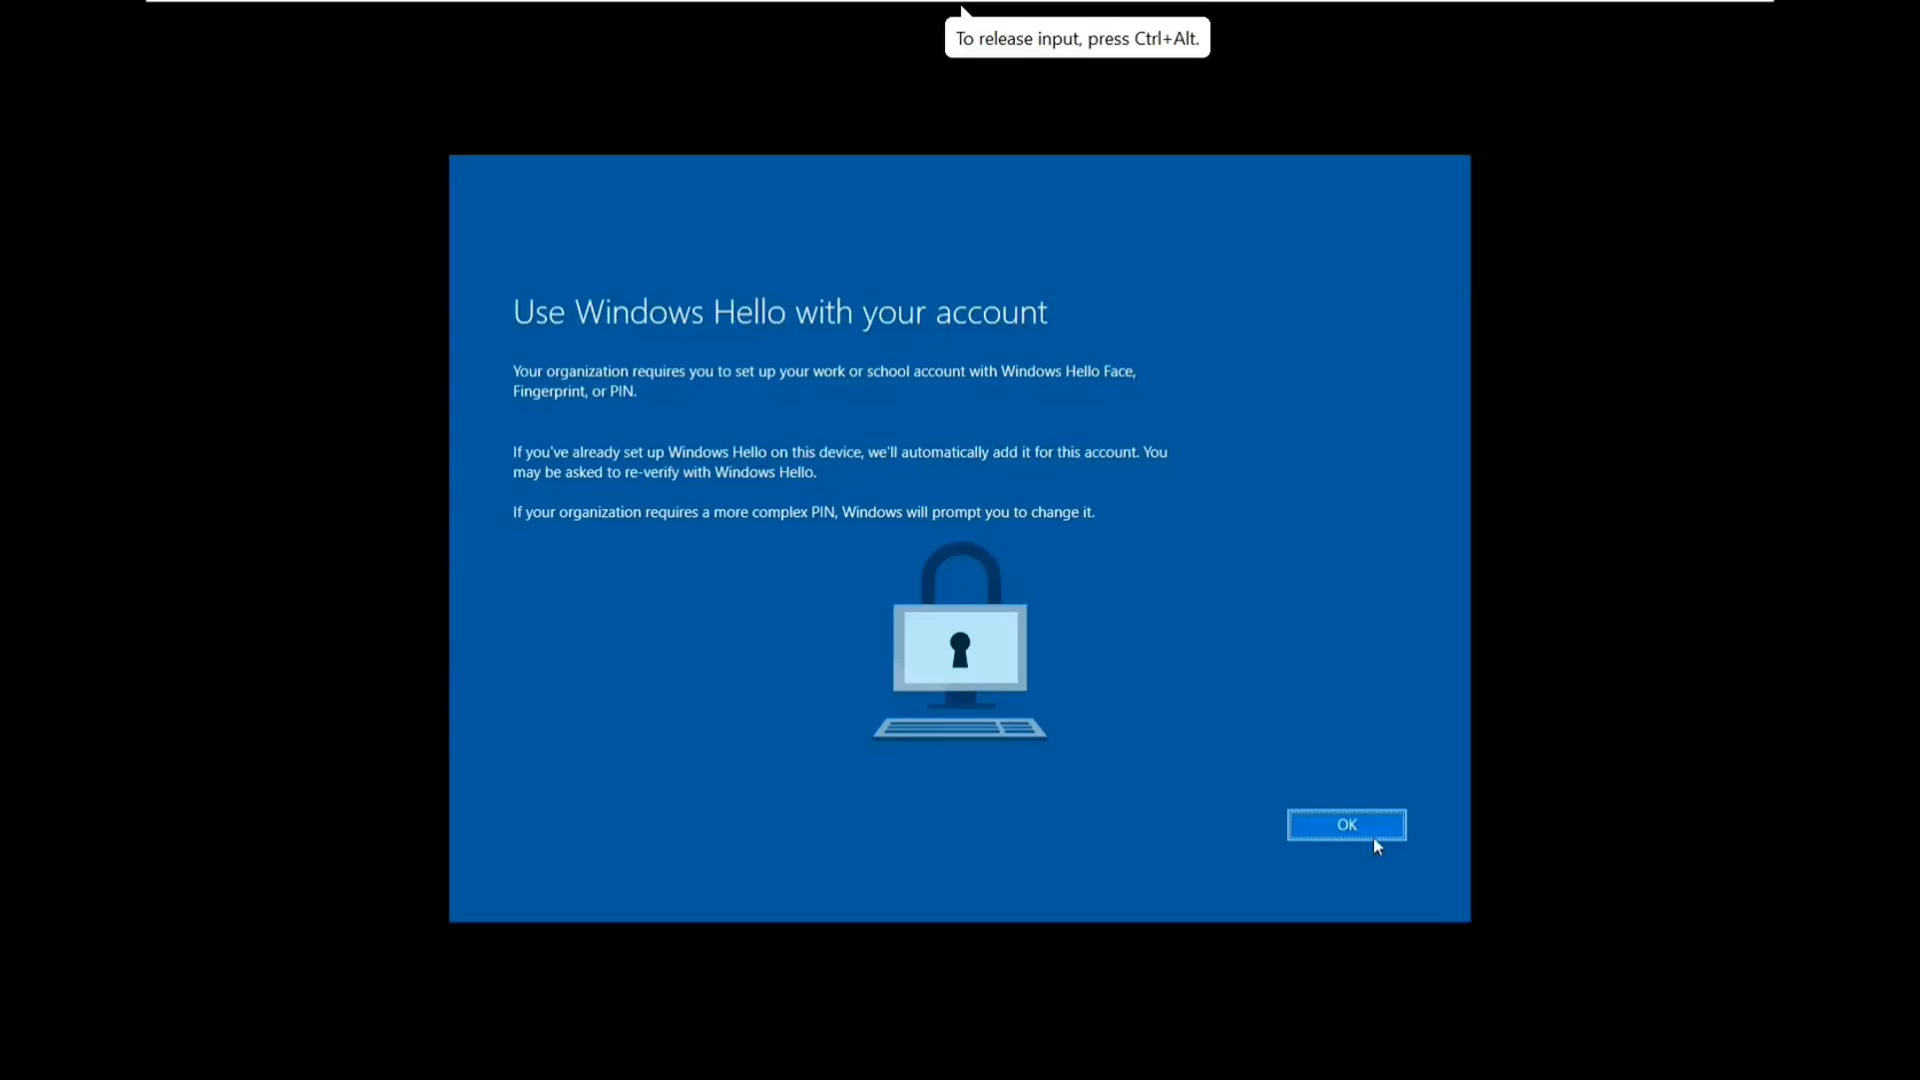 To release input, press Ctrl+Alt.
Use Windows Hello with your account
Your organization requires you to set up your work or school account with Windows Hello Face,
Fingerprint, or PIN.
If you've already set up Windows Hello on this device, we'll automatically add it for this account. You
may be asked to re-verify with Windows Hello.
If your organization requires a more complex PIN, Windows will prompt you to change it.
OK